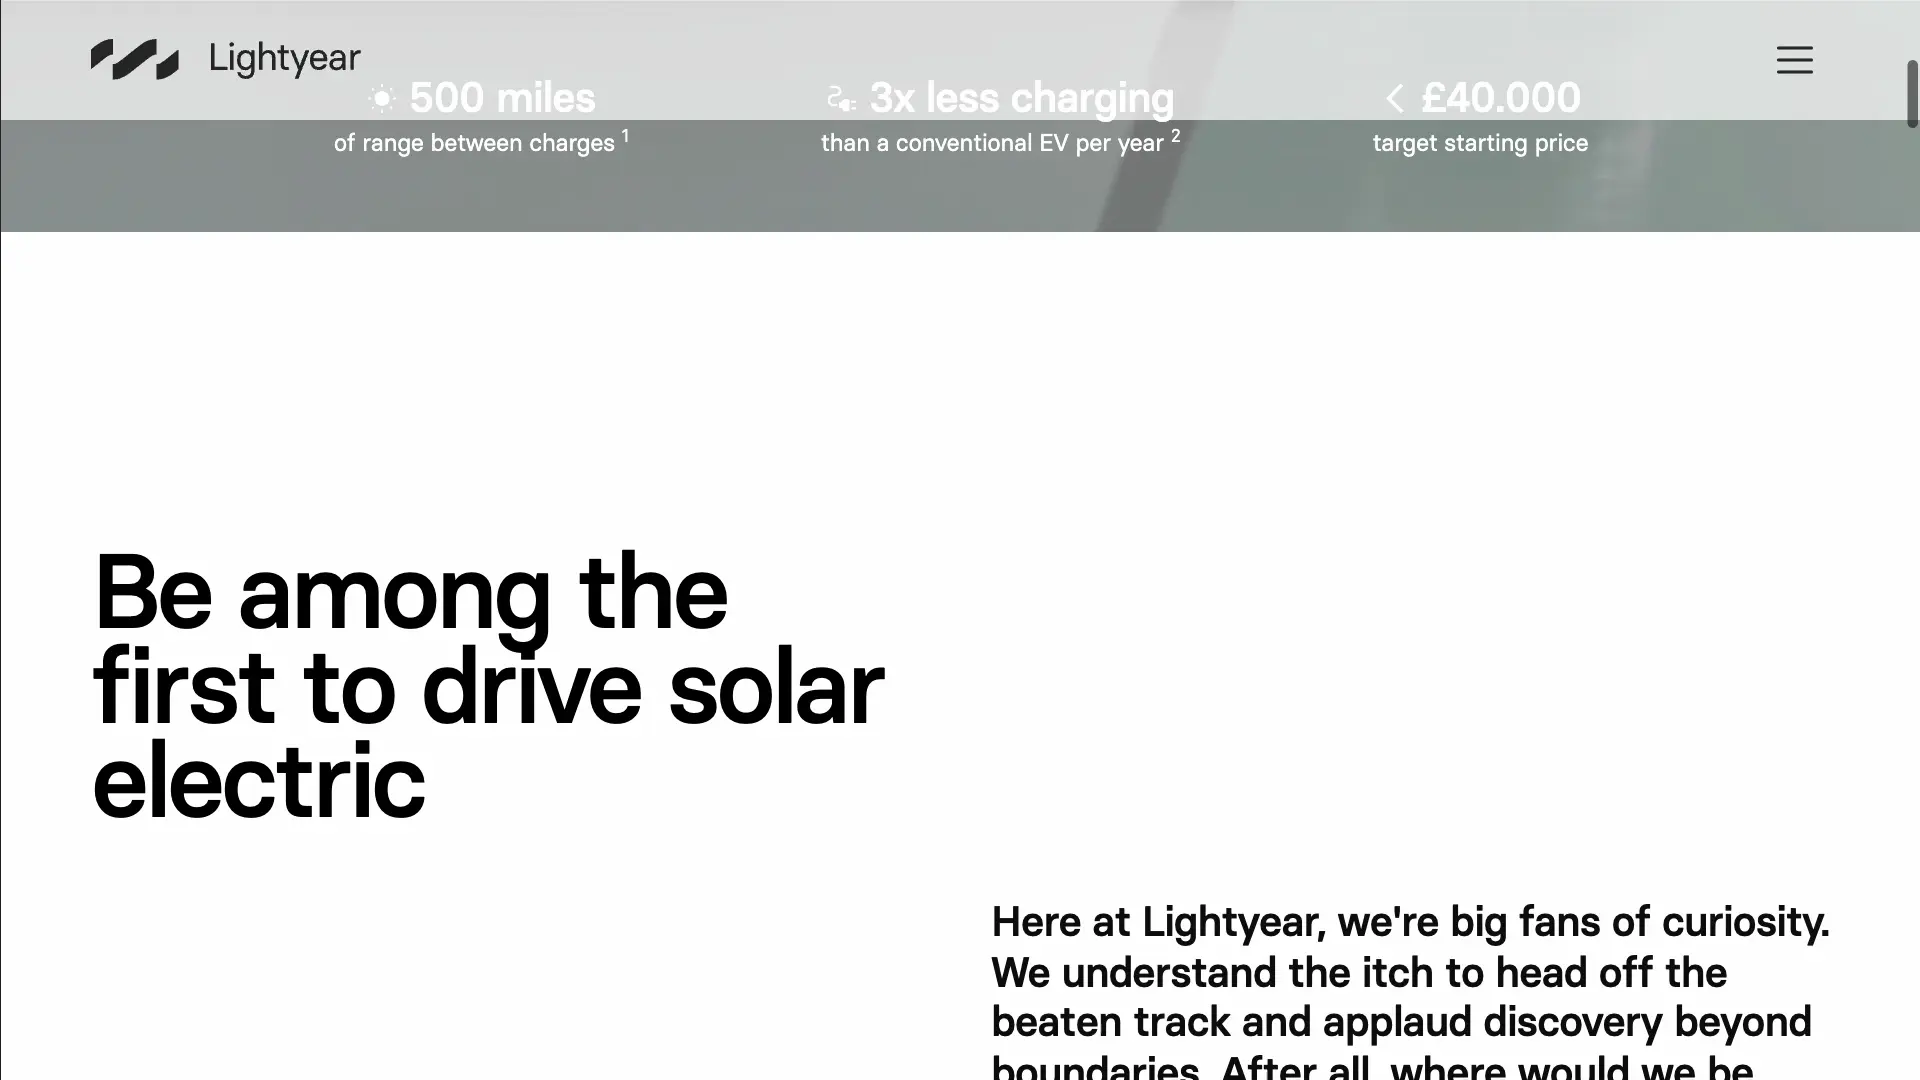 Lightyear
500 miles
of range between charges 1
3x less charging
than a conventional EV per year 2
< £40.000
target starting price
Be among the
first to drive solar
electric
Here at Lightyear, we're big fans of curiosity.
We understand the itch to head off the
beaten track and applaud discovery beyond
boundaries. After all, where would we be